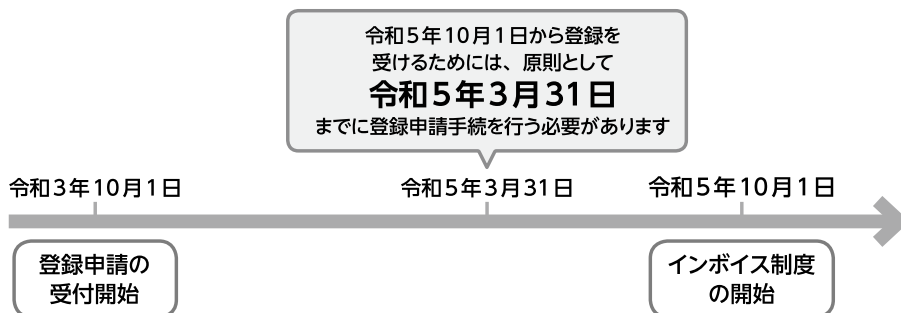 令和5年10月1日から登録を
受けるためには、原則として
令和5年3月31日
までに登録申請手続を行う必要があります
令和3年10月1日
令和5年3月31日
令和5年10月1日
登録申請の
受付開始
インボイス制度
の開始